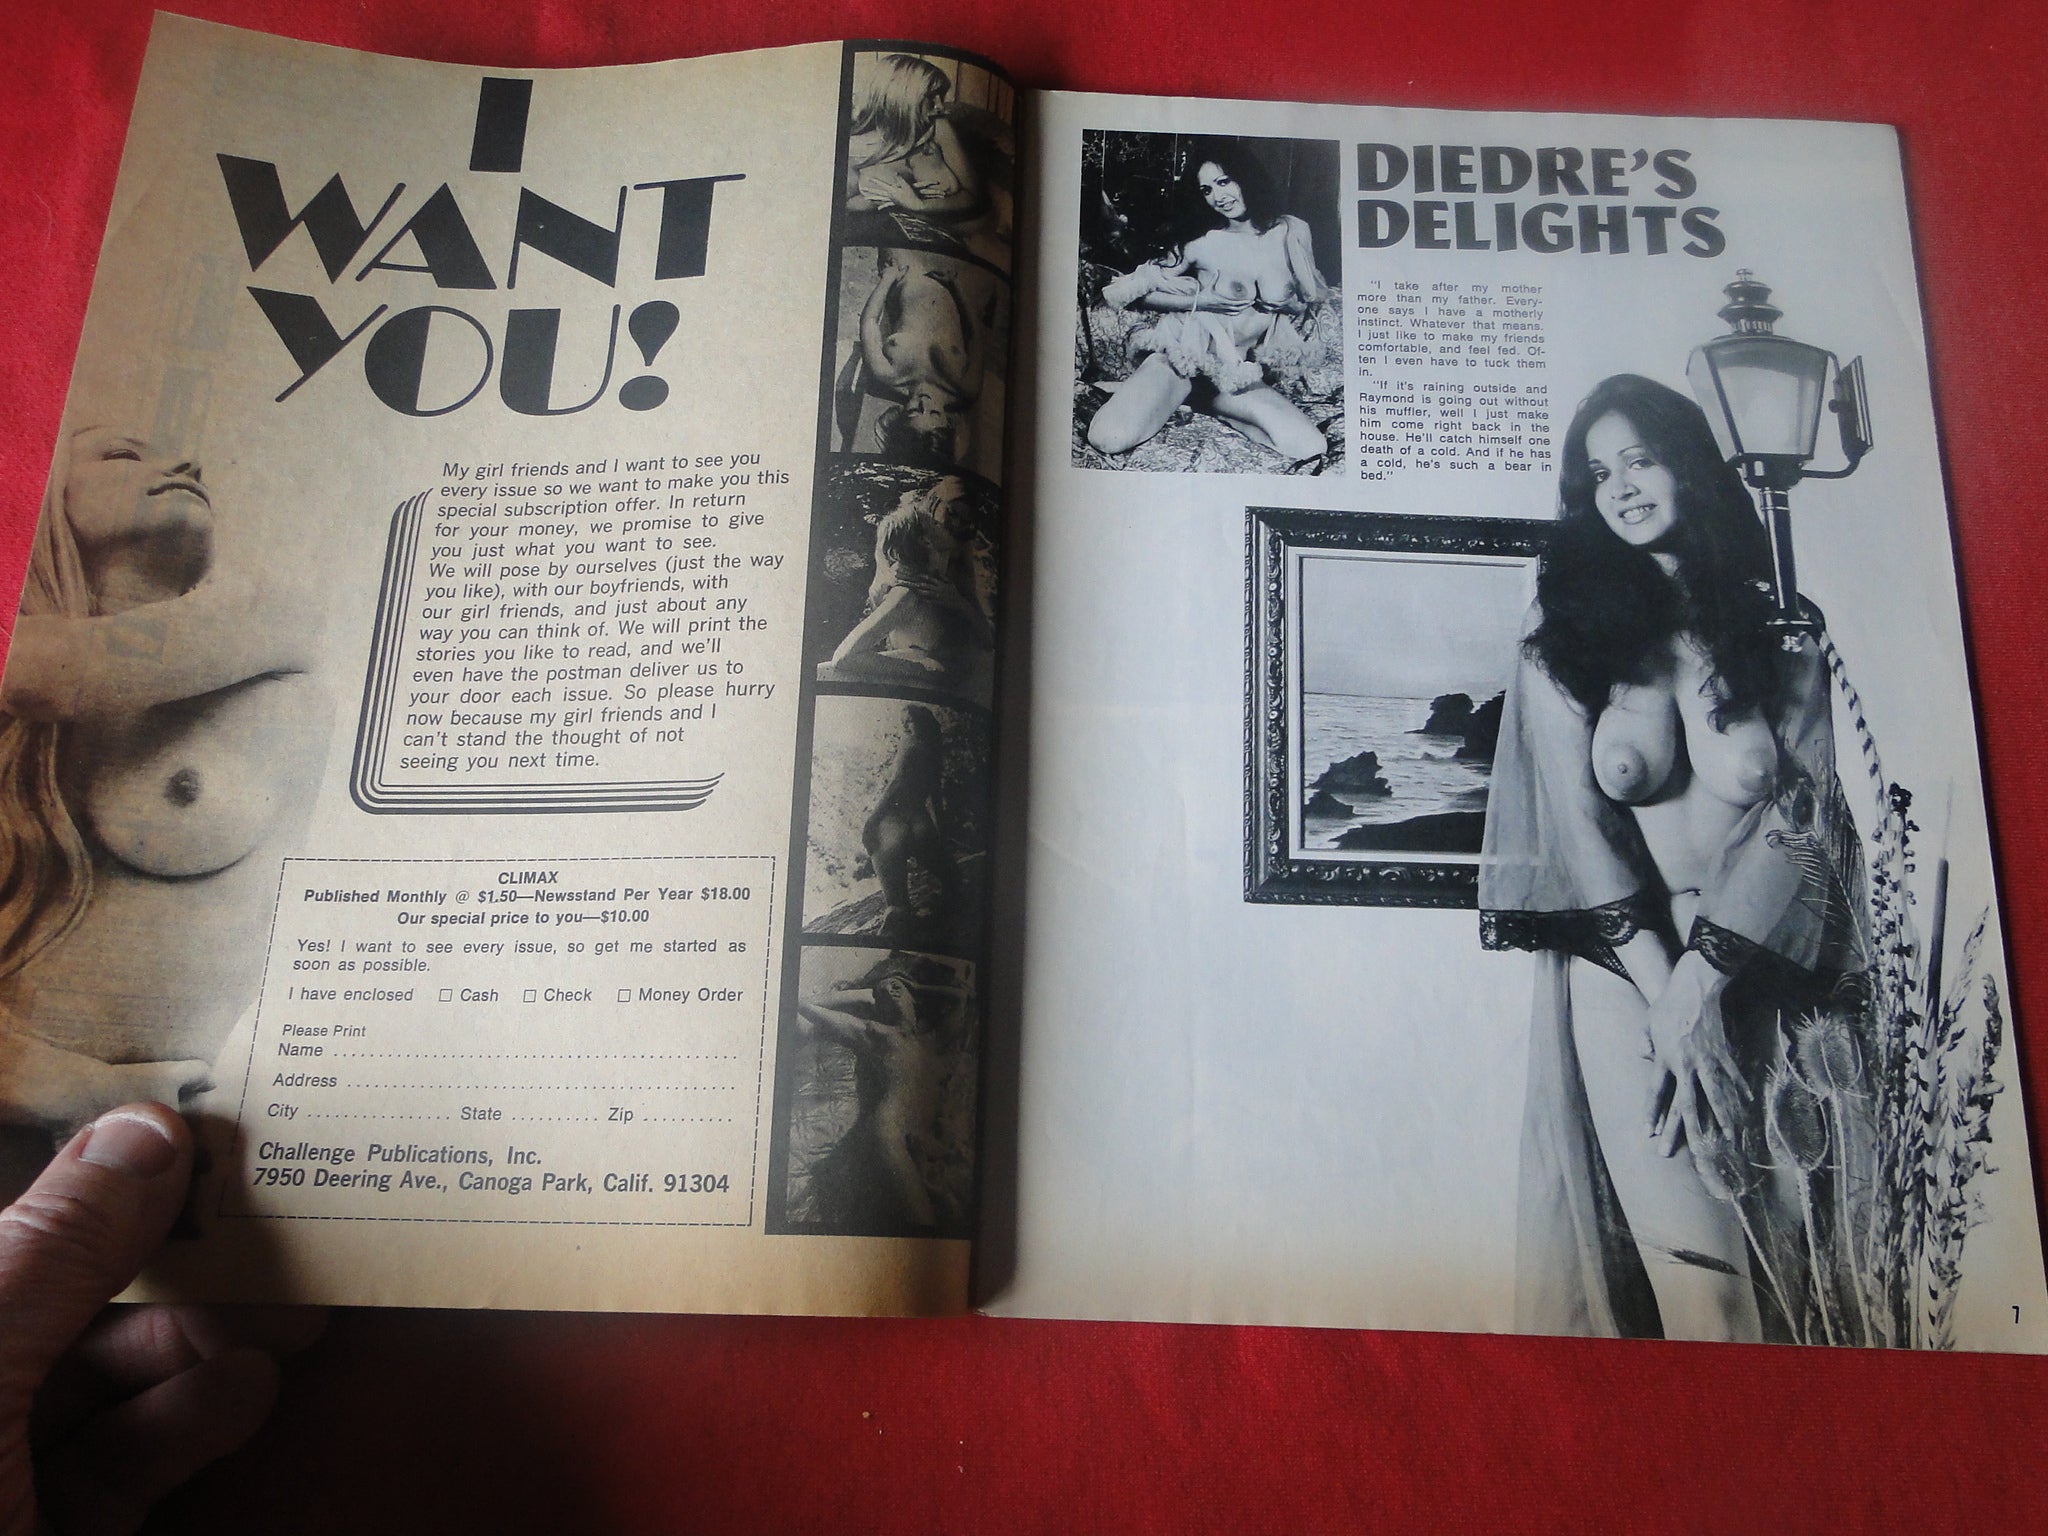 I
WANT
YOU!
My girl friends and I want to see you
every issue so we want to make you this
special subscription offer. In return
for your money, we promise to give
you just what you want to see.
We will pose by ourselves (just the way
you like), with our boyfriends, with
our girl friends, and just about any
way you can think of. We will print the
stories you like to read, and we'll
even have the postman deliver us to
your door each issue. So please hurry
now because my girl friends and I
can't stand the thought of not
seeing you next time.
CLIMAX
Published Monthly @ $1.50—Newsstand Per Year $18.00
Our special price to you—$10.00
Yes! I want to see every issue, so get me started as
soon as possible.
I have enclosed □ Cash □ Check □ Money Order
Please Print
Name
Address
City State Zip
Challenge Publications, Inc.
7950 Deering Ave., Canoga Park, Calif. 91304
DIEDRE'S
DELIGHTS
"I take after my mother
more than my father. Every-
one says I have a motherly
instinct. Whatever that means.
I just like to make my friends
comfortable, and feel fed. Of-
ten I even have to tuck them
in.
"If it's raining outside and
Raymond is going out without
his muffler, well I just make
him come right back in the
house. He'll catch himself one
death of a cold. And if he has
a cold, he's such a bear in
bed."
7